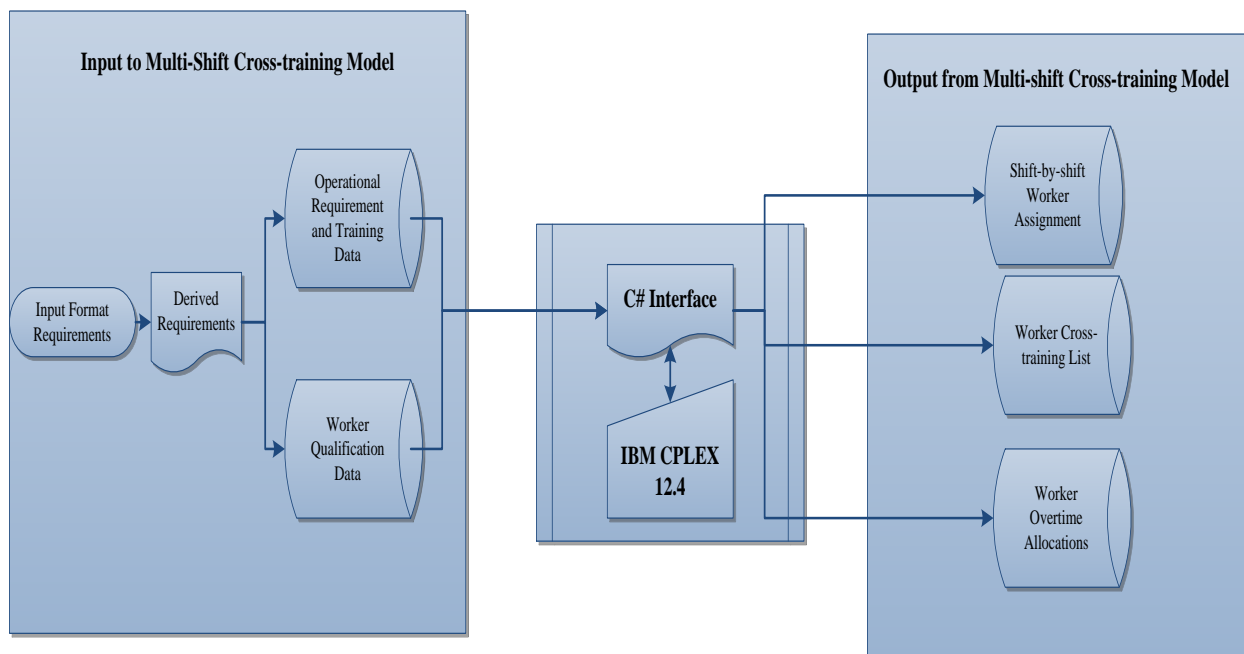 Input to Multi-Shift Cross-training Model
Input Format
Requirements
Derived
Requirements
Operational
Requirement
and Training
Data
Worker
Qualification
Data
C# Interface
IBM CPLEX
12.4
Output from Multi-shift Cross-training Model
Shift-by-shift
Worker
Assignment
Worker Cross-
training List
Worker
Overtime
Allocations